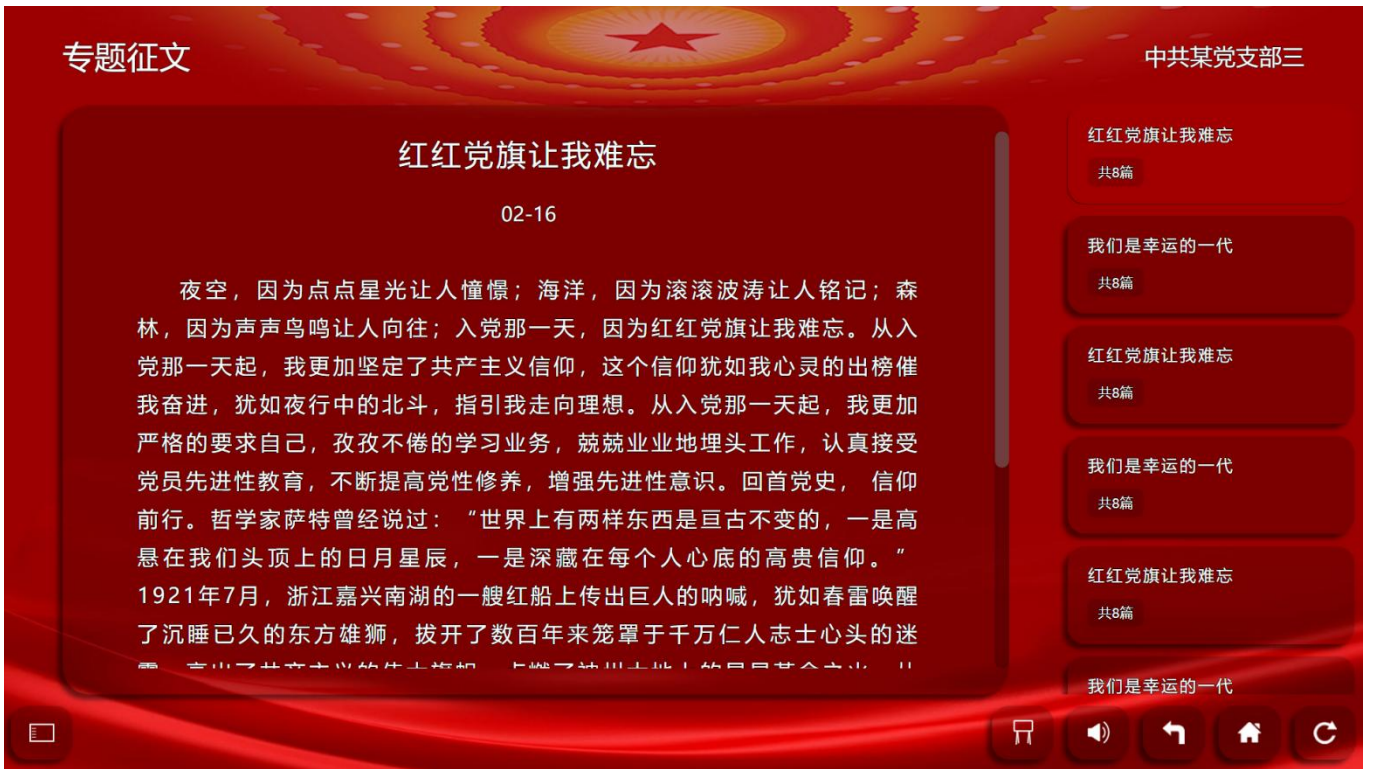 专题征文
中共某党支部三
红红党旗让我难忘
02-16
夜空，因为点点星光让人憧憬；海洋，因为滚滚波涛让人铭记；森
林，因为声声鸟鸣让人向往；入党那一天，因为红红党旗让我难忘。从入
党那一天起，我更加坚定了共产主义信仰，这个信仰犹如我心灵的出榜催
我奋进，犹如夜行中的北斗，指引我走向理想。从入党那一天起，我更加
严格的要求自己，孜孜不倦的学习业务，兢兢业业地埋头工作，认真接受
党员先进性教育，不断提高党性修养，增强先进性意识。回首党史， 信仰
前行。哲学家萨特曾经说过： “世界上有两样东西是亘古不变的，一是高
悬在我们头顶上的日月星辰，一是深藏在每个人心底的高贵信仰。”
1921年7月，浙江嘉兴南湖的一艘红船上传出巨人的呐喊，犹如春雷唤醒
了沉睡已久的东方雄狮，拔开了数百年来笼罩于千万仁人志士心头的迷
红红党旗让我难忘
共8篇
我们是幸运的一代
共8篇
红红党旗让我难忘
共8篇
我们是幸运的一代
共8篇
红红党旗让我难忘
共8篇
我们是幸运的一代